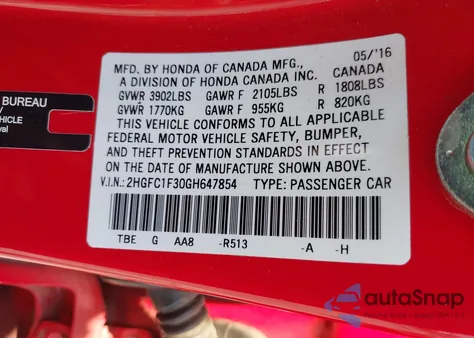 MFD. BY HONDA OF CANADA MFG., 05/'16
A DIVISION OF HONDA CANADA INC. CANADA
GVWR 3902LBS GAWR F 2105LBS R 1808LBS
GVWR 1770KG GAWR F 955KG R 820KG
THIS VEHICLE CONFORMS TO ALL APPLICABLE
FEDERAL MOTOR VEHICLE SAFETY, BUMPER,
AND THEFT PREVENTION STANDARDS IN EFFECT
ON THE DATE OF MANUFACTURE SHOWN ABOVE.
V.I.N.: 2HGFC1F30GH647854 TYPE: PASSENGER CAR
TBE G AA8 -R513 -A -H
BUREAU
VEHICLE
autoSnap